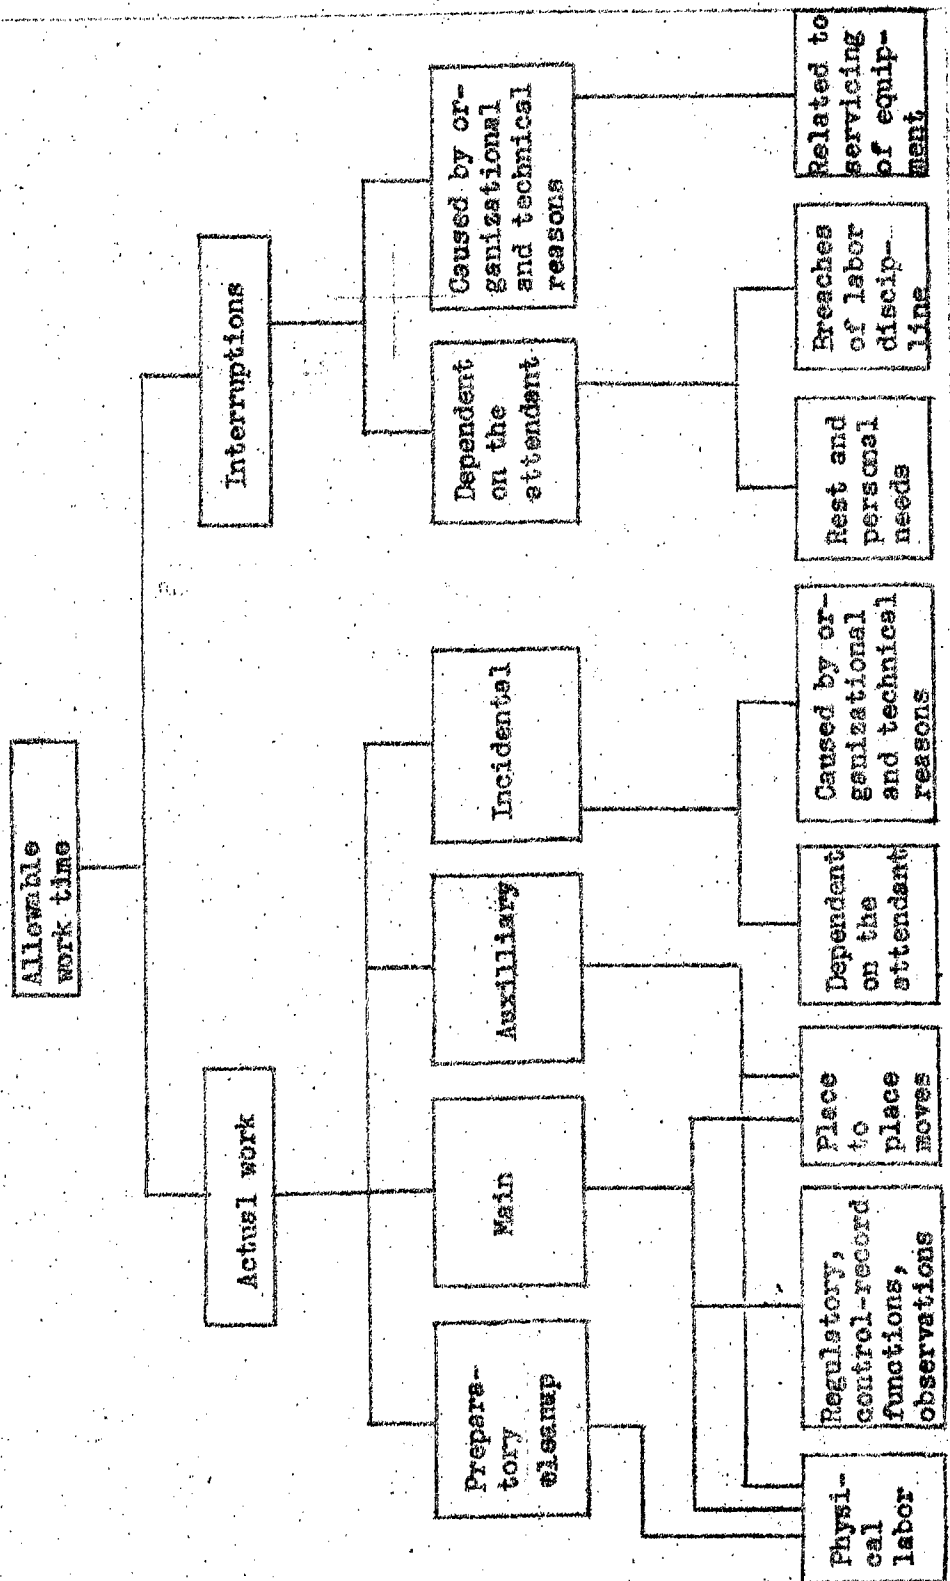 Allowable
work time
Actual work
Interruptions
Prepara-
tory
cleanup
Main
Auxilliary
Incidental
Dependent
on the
attendant
Caused by or-
ganizational
and technical
reasons
Physi-
cal
labor
Regulatory,
control-record
functions,
observations
Place
to
place
moves
Dependent
on the
attendant
Caused by or-
ganizational
and technical
reasons
Rest and
personal
needs
Breaches
of labor
discip-
line
Related to
servicing
of equip-
ment